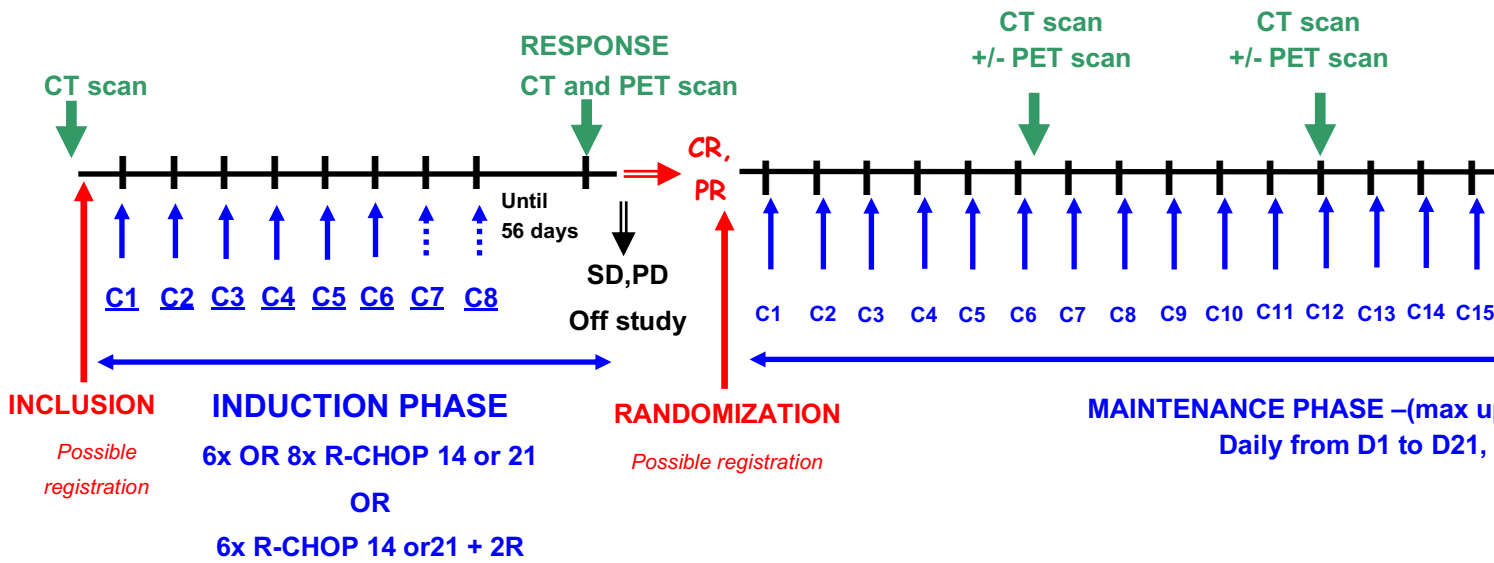 CT scan
RESPONSE
CT and PET scan
CT scan
+/- PET scan
CT scan
+/- PET scan
CR,
PR
Until
56 days
SD,PD
Off study
C1 C2 C3 C4 C5 C6 C7 C8
C1 C2 C3 C4 C5 C6 C7 C8 C9 C10 C11 C12 C13 C14 C15
INCLUSION
Possible
registration
INDUCTION PHASE
6x OR 8x R-CHOP 14 or 21
OR
6x R-CHOP 14 or21 + 2R
RANDOMIZATION
Possible registration
MAINTENANCE PHASE –(max up
Daily from D1 to D21,